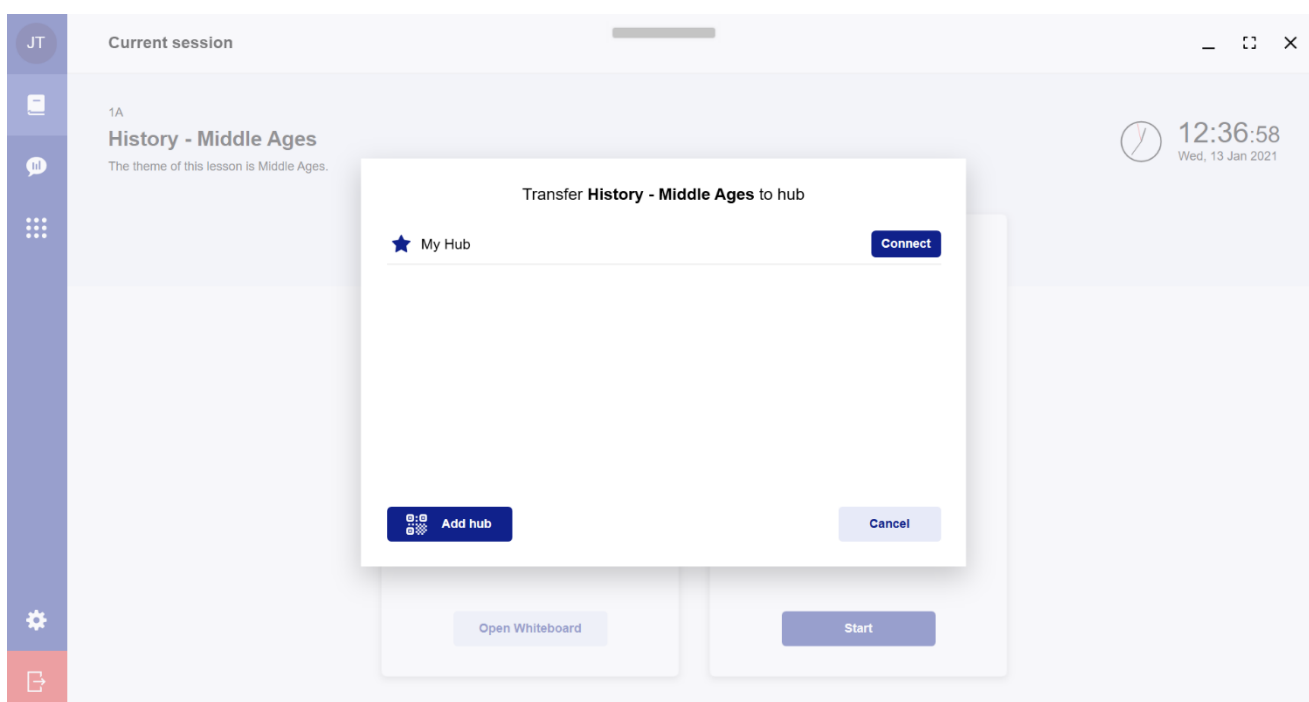 JT
Current session
1A
History - Middle Ages
The theme of this lesson is Middle Ages.
12:36:58
Wed, 13 Jan 2021
Transfer History - Middle Ages to hub
My Hub
Connect
Add hub
Cancel
Open Whiteboard
Start